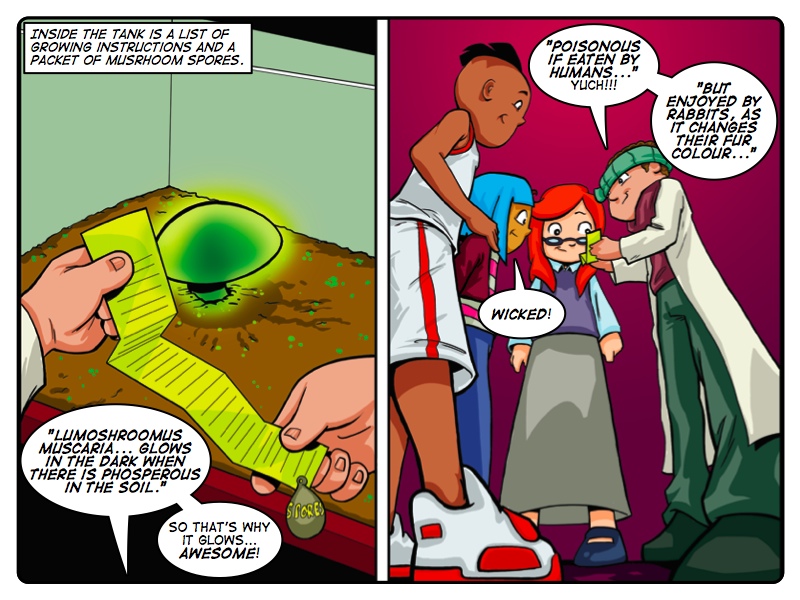 INSIDE THE TANK IS A LIST OF
GROWING INSTRUCTIONS AND A
PACKET OF MUSRHOOM SPORES.
"LUMOSHROOMUS
MUSCARIA... GLOWS
IN THE DARK WHEN
THERE IS PHOSPEROUS
IN THE SOIL."
SO THAT'S WHY
IT GLOWS...
AWESOME!
SPORES
"POISONOUS
IF EATEN BY
HUMANS..."
YUCH!!!
"BUT
ENJOYED BY
RABBITS, AS
IT CHANGES
THEIR FUR
COLOUR..."
WICKED!